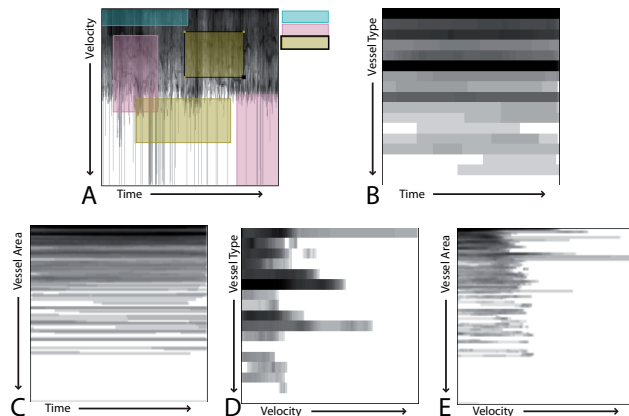 Velocity
A
Time
Vessel Type
B
Time
Vessel Area
C
Time
Vessel Type
D
Velocity
Vessel Area
E
Velocity